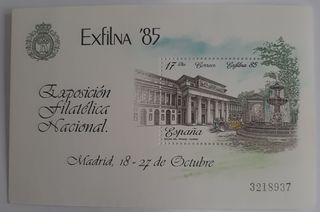 Exfilna '85
17 Pts Correos Exfilna 85
Exposición
Filatélica
Nacional.
España
Madrid, 18 - 27 de Octubre
3218937